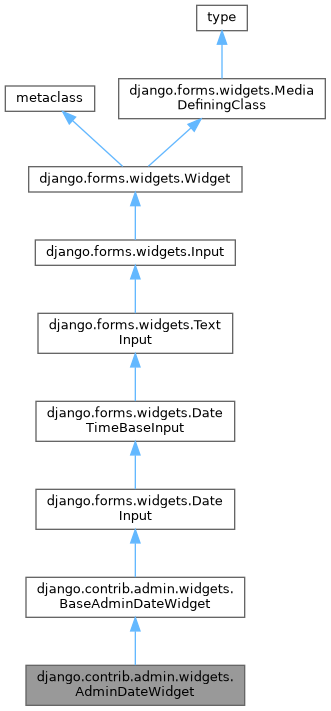 type
metaclass
django.forms.widgets.Media
DefiningClass
django.forms.widgets.Widget
django.forms.widgets.Input
django.forms.widgets.Text
Input
django.forms.widgets.Date
TimeBaseInput
django.forms.widgets.Date
Input
django.contrib.admin.widgets.
BaseAdminDateWidget
django.contrib.admin.widgets.
AdminDateWidget